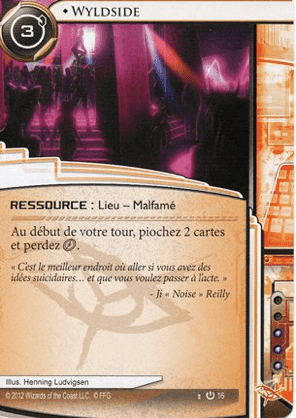 • WYLDSIDE
3
RESSOURCE : Lieu – Malfamé
Au début de votre tour, piochez 2 cartes
et perdez .
« C'est le meilleur endroit où aller si vous avez des
idées suicidaires… et que vous voulez passer à l'acte. »
- Ji « Noise » Reilly
Illus. Henning Ludvigsen
© 2012 Wizards of the Coast LLC. © FFG
16